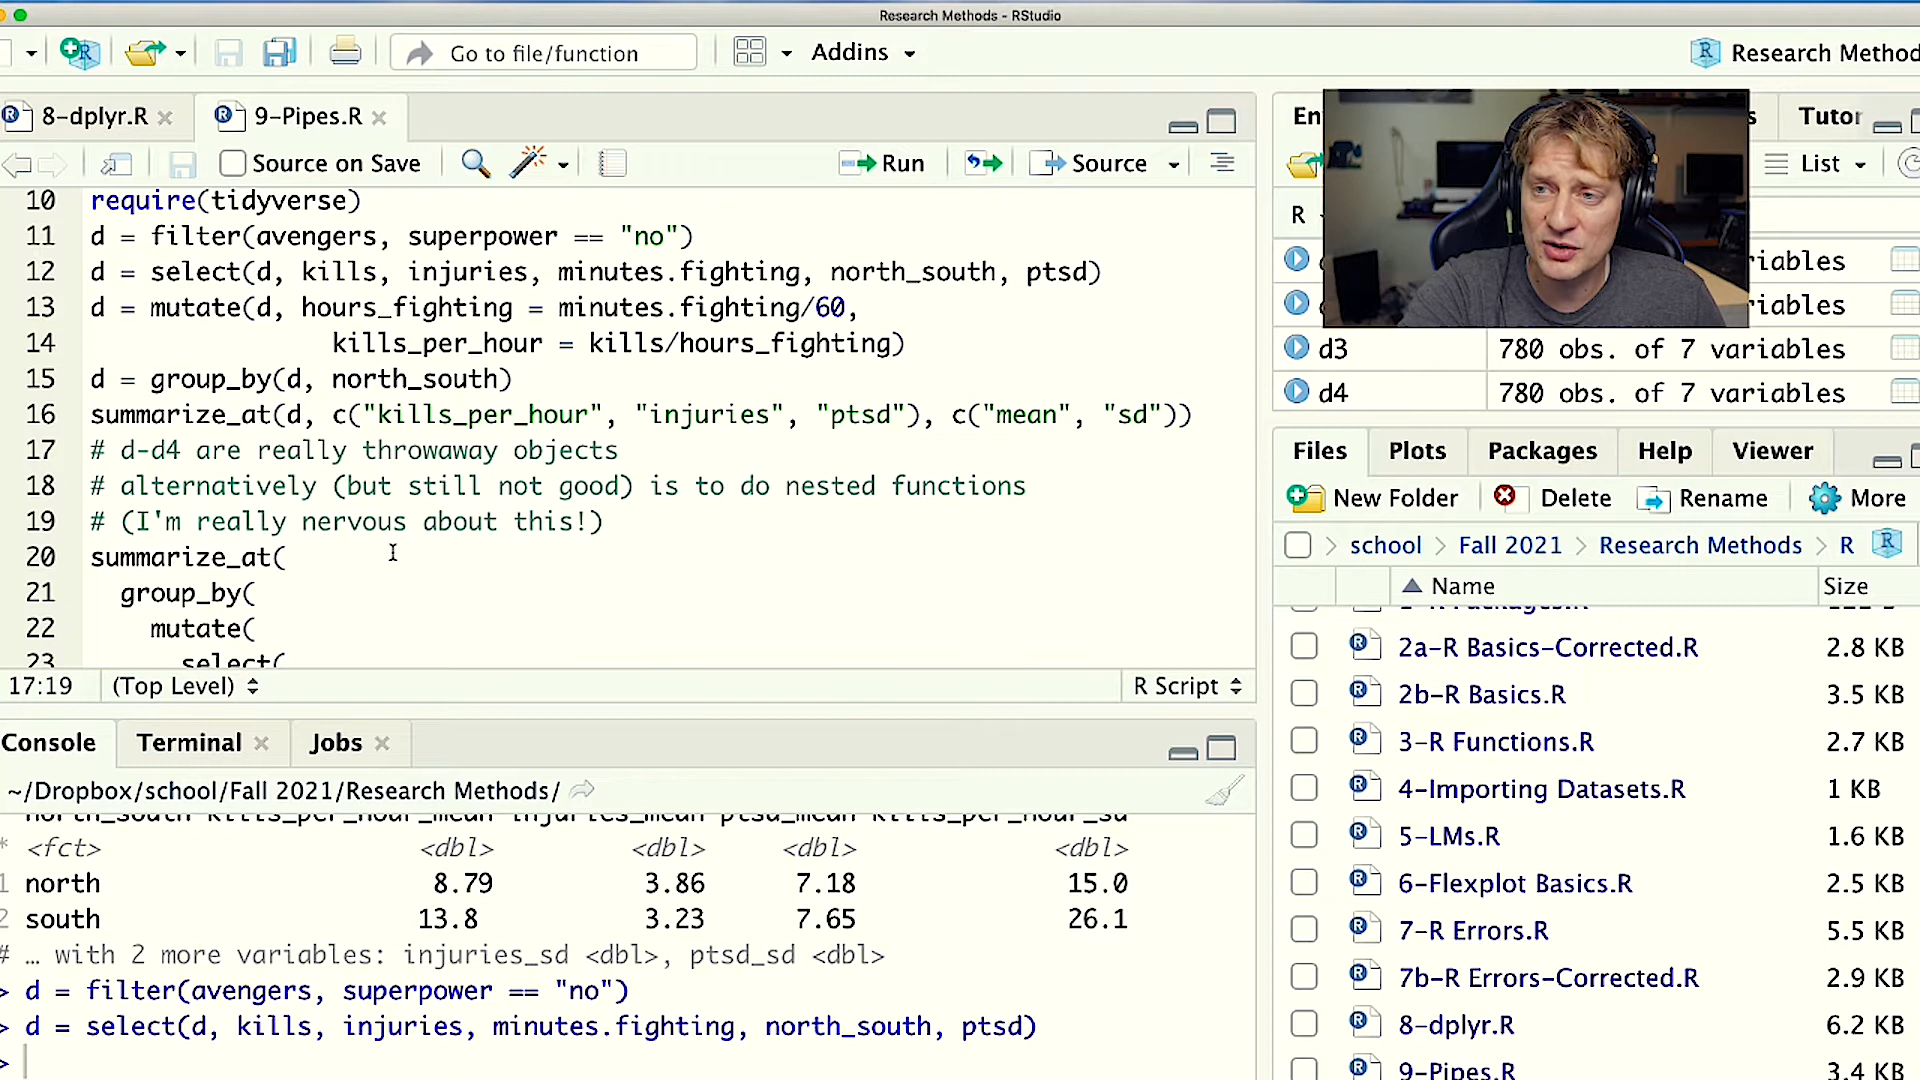 Research Methods - RStudio
Go to file/function
Addins
8-dplyr.R
9-Pipes.R
Tutor
Source on Save
Run
Source
List
10 require(tidyverse)
11 d = filter(avengers, superpower == "no")
12 d = select(d, kills, injuries, minutes.fighting, north_south, ptsd)
13 d = mutate(d, hours_fighting = minutes.fighting/60,
14 kills_per_hour = kills/hours_fighting)
15 d = group_by(d, north_south)
16 summarize_at(d, c("kills_per_hour", "injuries", "ptsd"), c("mean", "sd"))
17 # d-d4 are really throwaway objects
18 # alternatively (but still not good) is to do nested functions
19 # (I'm really nervous about this!)
20 summarize_at(
21 group_by(
22 mutate(
23 select(
17:19 (Top Level) R Script
R
riables
riables
d3 780 obs. of 7 variables
d4 780 obs. of 7 variables
Files Plots Packages Help Viewer
New Folder Delete Rename More
school Fall 2021 Research Methods R
Name Size
2a-R Basics-Corrected.R 2.8 KB
2b-R Basics.R 3.5 KB
3-R Functions.R 2.7 KB
4-Importing Datasets.R 1 KB
5-LMs.R 1.6 KB
6-Flexplot Basics.R 2.5 KB
7-R Errors.R 5.5 KB
7b-R Errors-Corrected.R 2.9 KB
8-dplyr.R 6.2 KB
9-Pipes.R 3.4 KB
Console Terminal Jobs
~/Dropbox/school/Fall 2021/Research Methods/
north_south kills_per_hour_mean injuries_mean ptsd_mean kills_per_hour_sd
* <fct> <dbl> <dbl> <dbl> <dbl>
1 north 8.79 3.86 7.18 15.0
2 south 13.8 3.23 7.65 26.1
# … with 2 more variables: injuries_sd <dbl>, ptsd_sd <dbl>
> d = filter(avengers, superpower == "no")
> d = select(d, kills, injuries, minutes.fighting, north_south, ptsd)
>